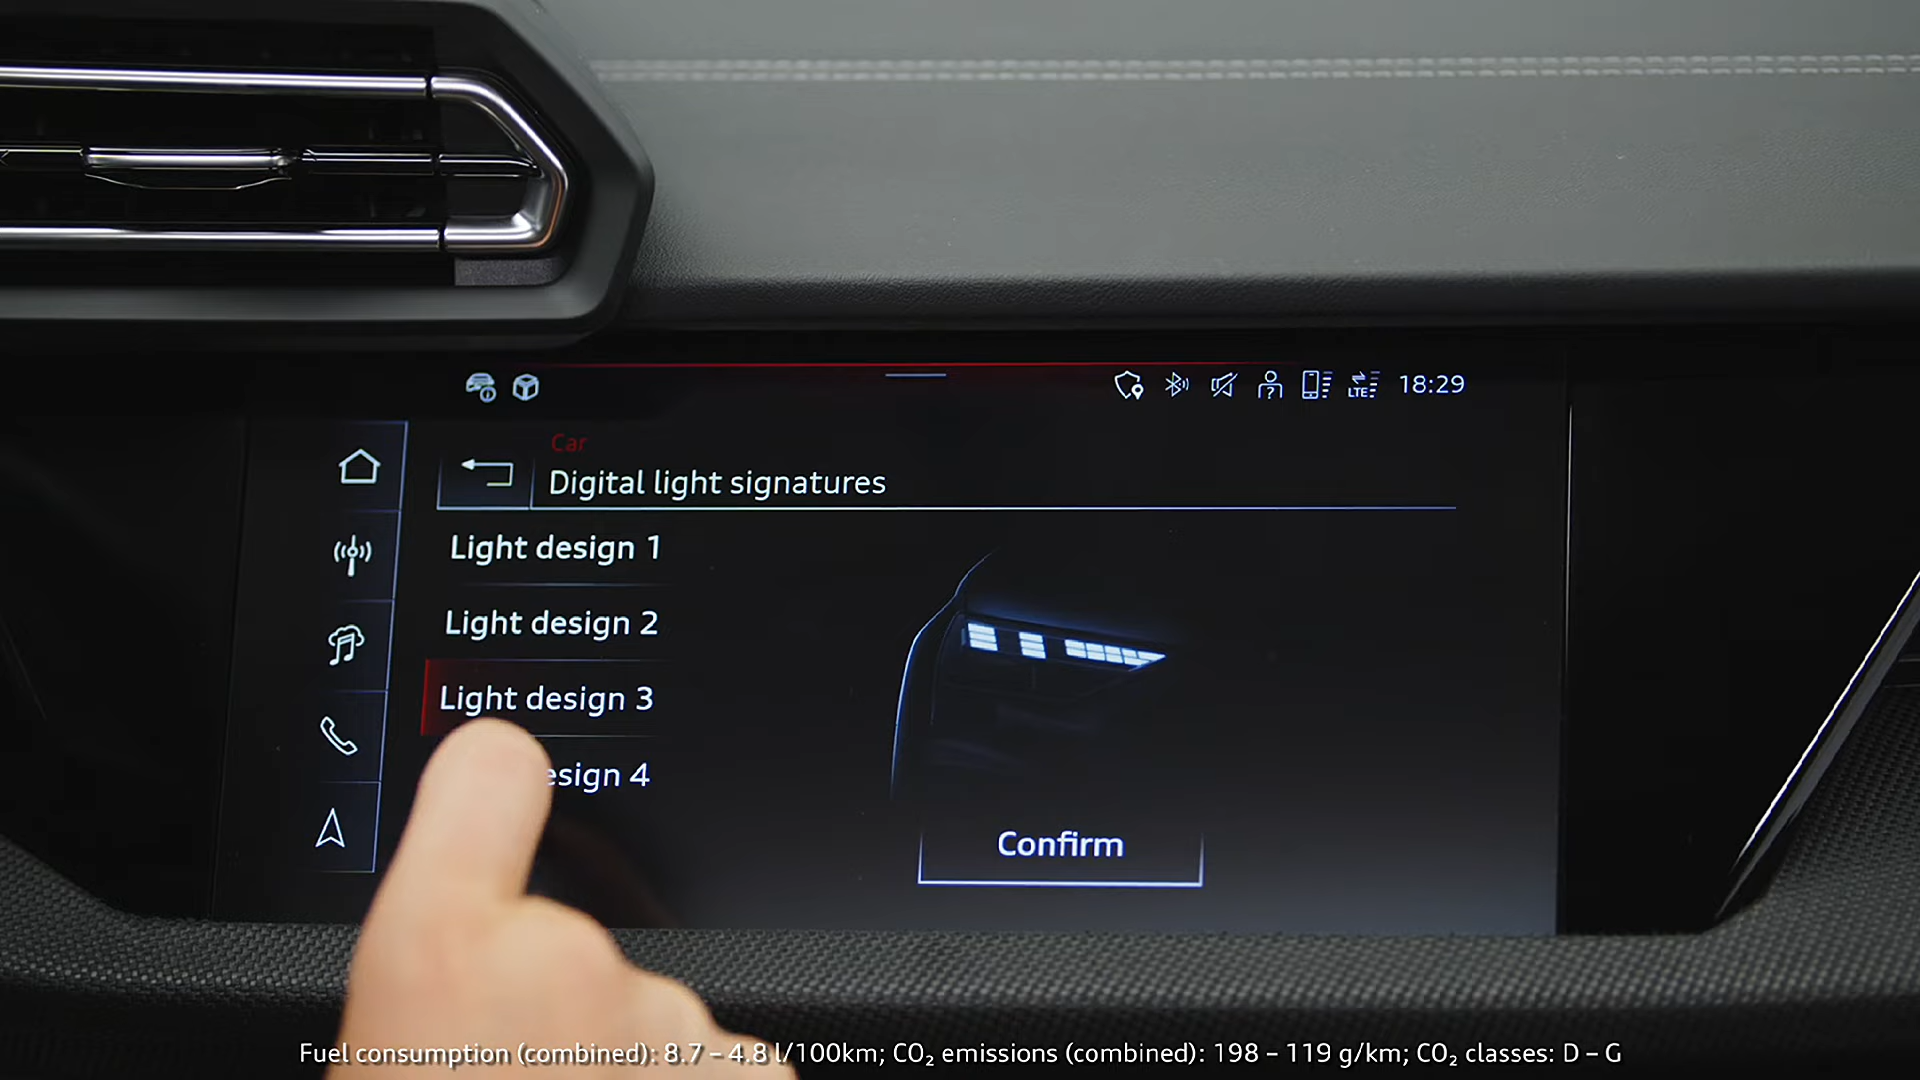 LTE 18:29
Car
Digital light signatures
Light design 1
Light design 2
Light design 3
esign 4
Confirm
Fuel consumption (combined): 8.7 – 4.8 l/100km; CO₂ emissions (combined): 198 – 119 g/km; CO₂ classes: D – G